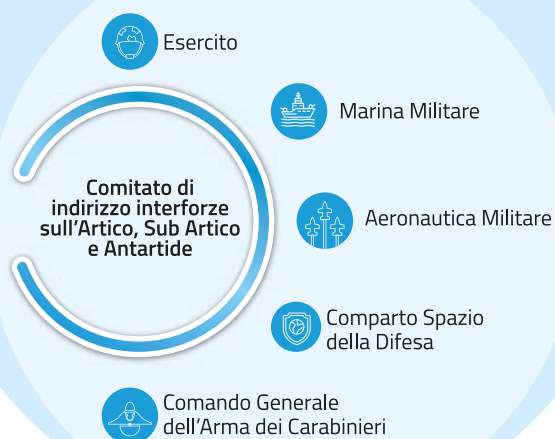 Esercito
Marina Militare
Comitato di
indirizzo interforze
sull'Artico, Sub Artico
e Antartide
Aeronautica Militare
Comparto Spazio
della Difesa
Comando Generale
dell'Arma dei Carabinieri